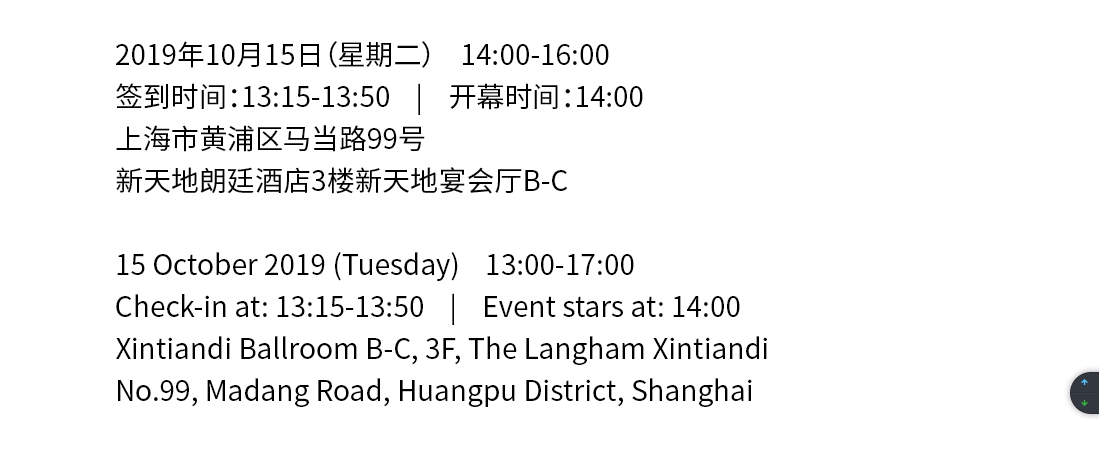 2019年10月15日（星期二） 14:00-16:00
签到时间：13:15-13:50 | 开幕时间：14:00
上海市黄浦区马当路99号
新天地朗廷酒店3楼新天地宴会厅B-C
15 October 2019 (Tuesday) 13:00-17:00
Check-in at: 13:15-13:50 | Event stars at: 14:00
Xintiandi Ballroom B-C, 3F, The Langham Xintiandi
No.99, Madang Road, Huangpu District, Shanghai